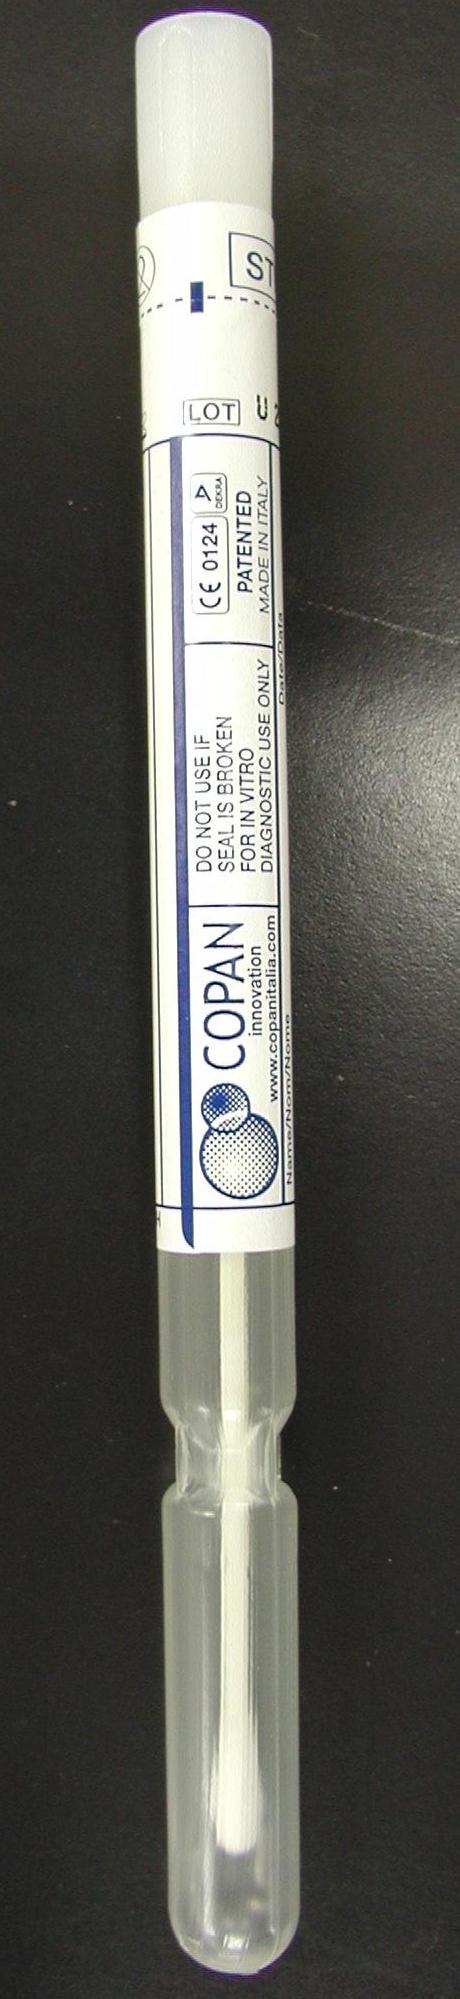 ST
LOT
CE 0124
DEKRA
PATENTED
MADE IN ITALY
DO NOT USE IF
SEAL IS BROKEN
FOR IN VITRO
DIAGNOSTIC USE ONLY
COPAN
innovation
www.copanitalia.com
Date/Data
Name/Nom/Nome